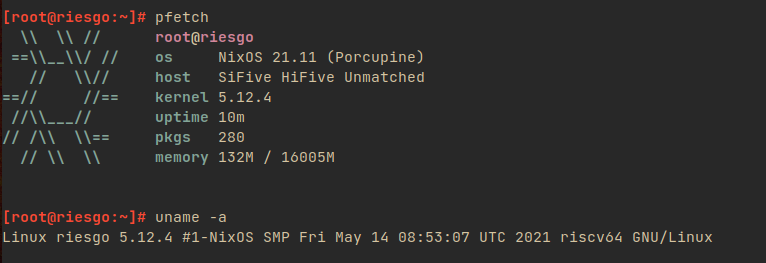 [root@riesgo:~]# pfetch
  \\  \\ //      root@riesgo
 ==\\__\\/ //    os     NixOS 21.11 (Porcupine)
   //   \\//     host   SiFive HiFive Unmatched
==//     //==    kernel 5.12.4
 //\\___//       uptime 10m
// /\\  \\==     pkgs   280
  // \\  \\      memory 132M / 16005M
[root@riesgo:~]# uname -a
Linux riesgo 5.12.4 #1-NixOS SMP Fri May 14 08:53:07 UTC 2021 riscv64 GNU/Linux